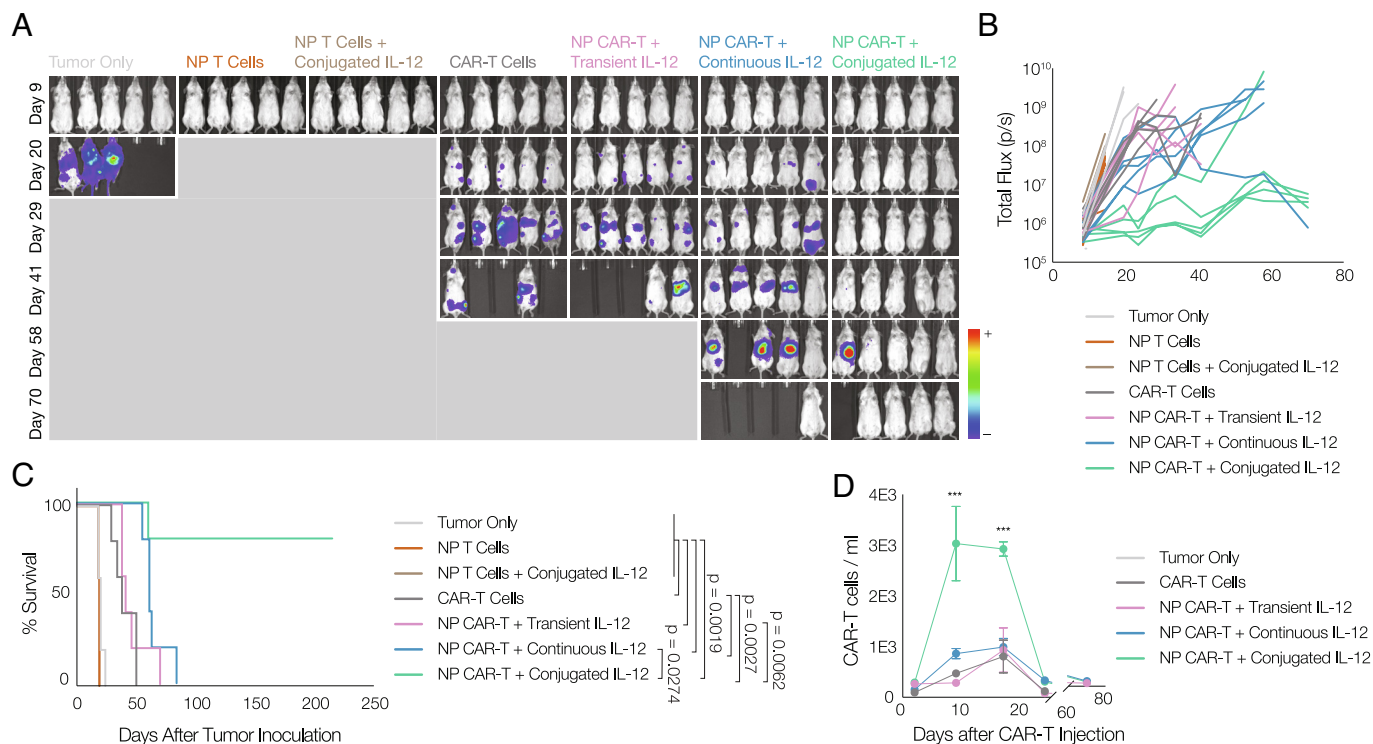 A
Tumor Only
NP T Cells
NP T Cells +
Conjugated IL-12
CAR-T Cells
NP CAR-T +
Transient IL-12
NP CAR-T +
Continuous IL-12
NP CAR-T +
Conjugated IL-12
Day 9
Day 20
Day 29
Day 41
Day 58
Day 70
+
–
B
Total Flux (p/s)
10¹⁰
10⁹
10⁸
10⁷
10⁶
10⁵
0
20
40
60
80
Tumor Only
NP T Cells
NP T Cells + Conjugated IL-12
CAR-T Cells
NP CAR-T + Transient IL-12
NP CAR-T + Continuous IL-12
NP CAR-T + Conjugated IL-12
C
% Survival
100
50
0
0
50
100
150
200
250
Days After Tumor Inoculation
Tumor Only
NP T Cells
NP T Cells + Conjugated IL-12
CAR-T Cells
NP CAR-T + Transient IL-12
NP CAR-T + Continuous IL-12
NP CAR-T + Conjugated IL-12
p = 0.0274
p = 0.0019
p = 0.0027
p = 0.0062
D
CAR-T cells / ml
4E3
3E3
2E3
1E3
0
***
***
0
10
20
60
80
Days after CAR-T Injection
Tumor Only
CAR-T Cells
NP CAR-T + Transient IL-12
NP CAR-T + Continuous IL-12
NP CAR-T + Conjugated IL-12